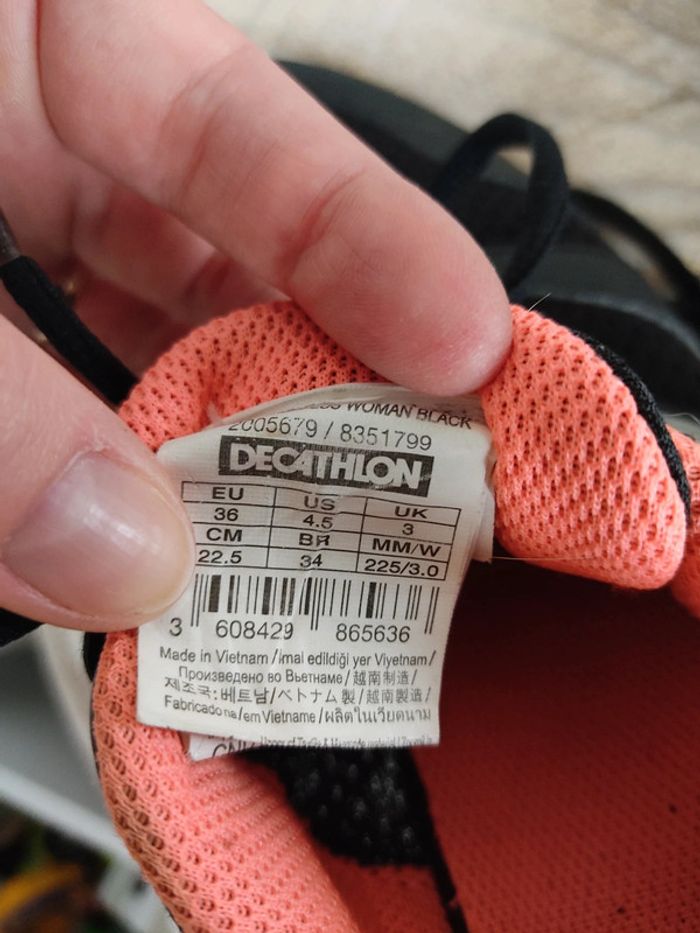 WOMAN BLACK
2005679 / 8351799
DECATHLON
EU US UK
36 4.5 3
CM BR MM/W
22.5 34 225/3.0
3 608429 865636
Made in Vietnam / İmal edildiği yer Viyetnam /
Произведено во Вьетнаме / 越南制造 /
제조국: 베트남 / ベトナム製 / 越南製造 /
Fabricado na / em Vietname / ผลิตในเวียดนาม